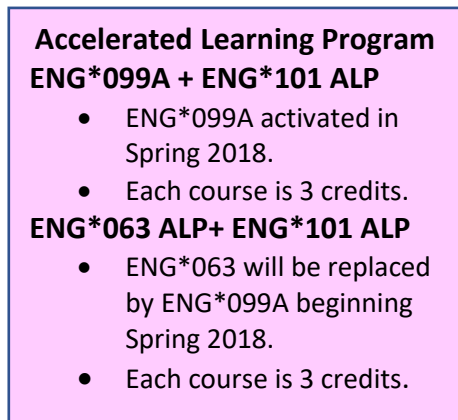 Accelerated Learning Program
ENG*099A + ENG*101 ALP
• ENG*099A activated in
Spring 2018.
• Each course is 3 credits.
ENG*063 ALP+ ENG*101 ALP
• ENG*063 will be replaced
by ENG*099A beginning
Spring 2018.
• Each course is 3 credits.